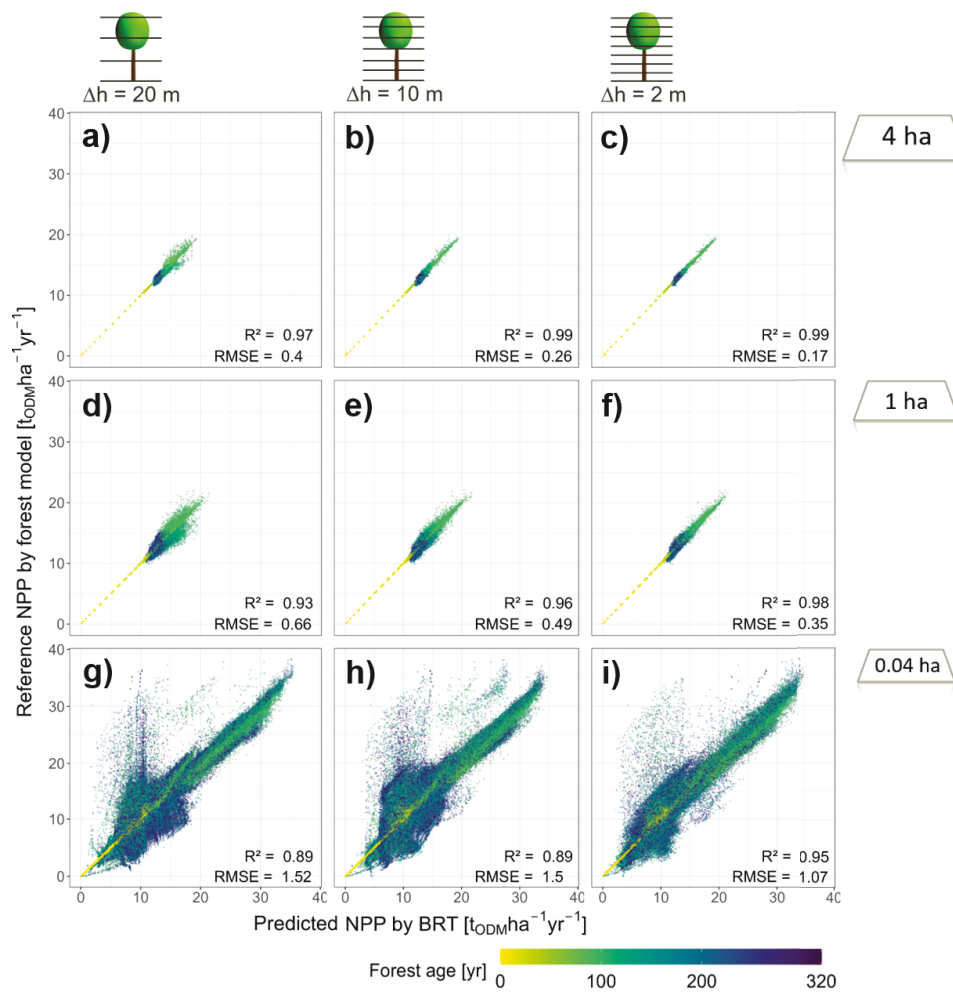 Δh = 20 m
Δh = 10 m
Δh = 2 m
a)
b)
c)
4 ha
40
30
20
10
0
R² = 0.97
RMSE = 0.4
R² = 0.99
RMSE = 0.26
R² = 0.99
RMSE = 0.17
d)
e)
f)
1 ha
40
30
20
10
0
R² = 0.93
RMSE = 0.66
R² = 0.96
RMSE = 0.49
R² = 0.98
RMSE = 0.35
g)
h)
i)
0.04 ha
40
30
20
10
0
R² = 0.89
RMSE = 1.52
R² = 0.89
RMSE = 1.5
R² = 0.95
RMSE = 1.07
0 10 20 30 40
0 10 20 30 40
0 10 20 30 40
Reference NPP by forest model [t_ODM ha⁻¹yr⁻¹]
Predicted NPP by BRT [t_ODM ha⁻¹yr⁻¹]
Forest age [yr]
0 100 200 320